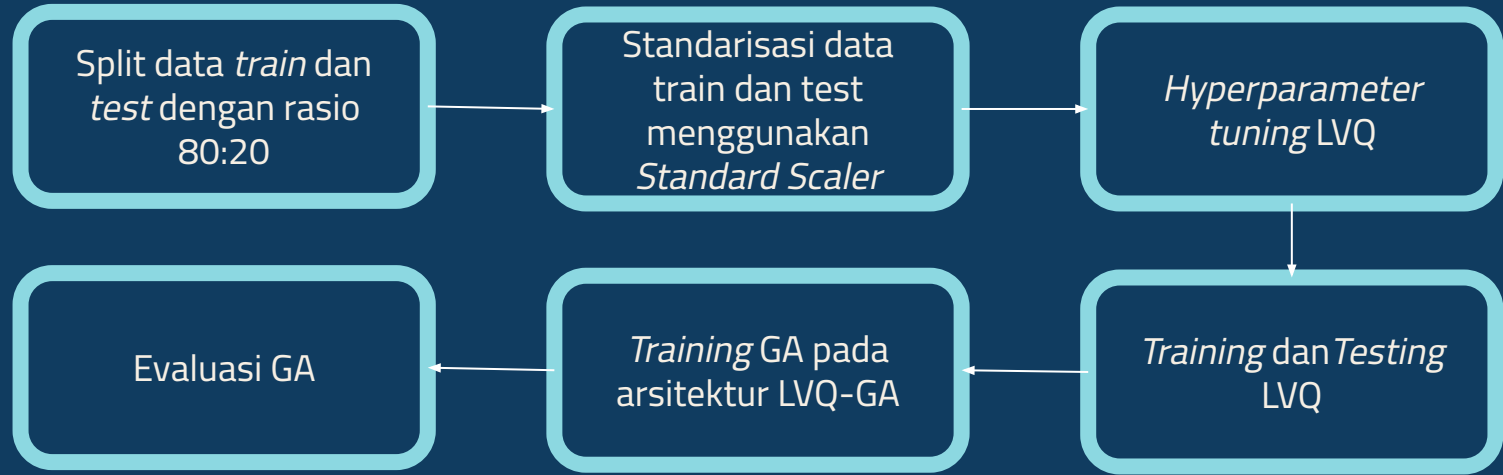 Split data train dan
test dengan rasio
80:20
Standarisasi data
train dan test
menggunakan
Standard Scaler
Hyperparameter
tuning LVQ
Evaluasi GA
Training GA pada
arsitektur LVQ-GA
Training danTesting
LVQ